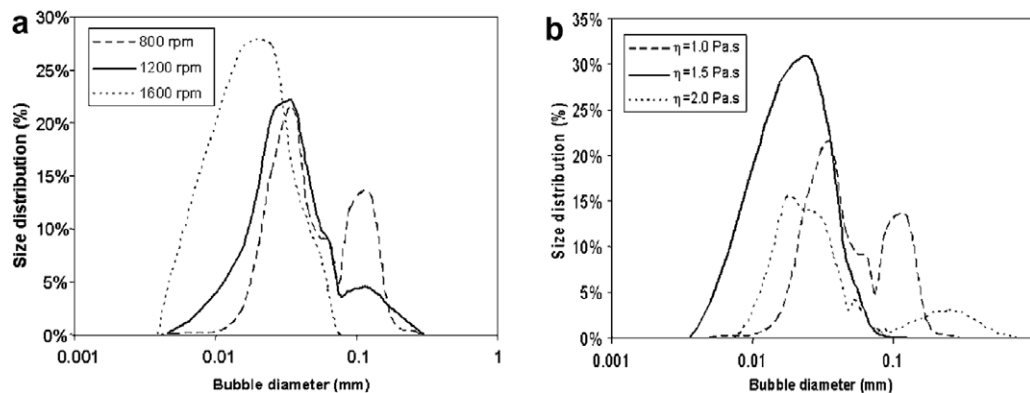 a
30%
25%
20%
15%
10%
5%
0%
Size distribution (%)
800 rpm
1200 rpm
1600 rpm
0.001
0.01
0.1
1
Bubble diameter (mm)
b
35%
30%
25%
20%
15%
10%
5%
0%
Size distribution (%)
η=1.0 Pa.s
η=1.5 Pa.s
η=2.0 Pa.s
0.001
0.01
0.1
Bubble diameter (mm)